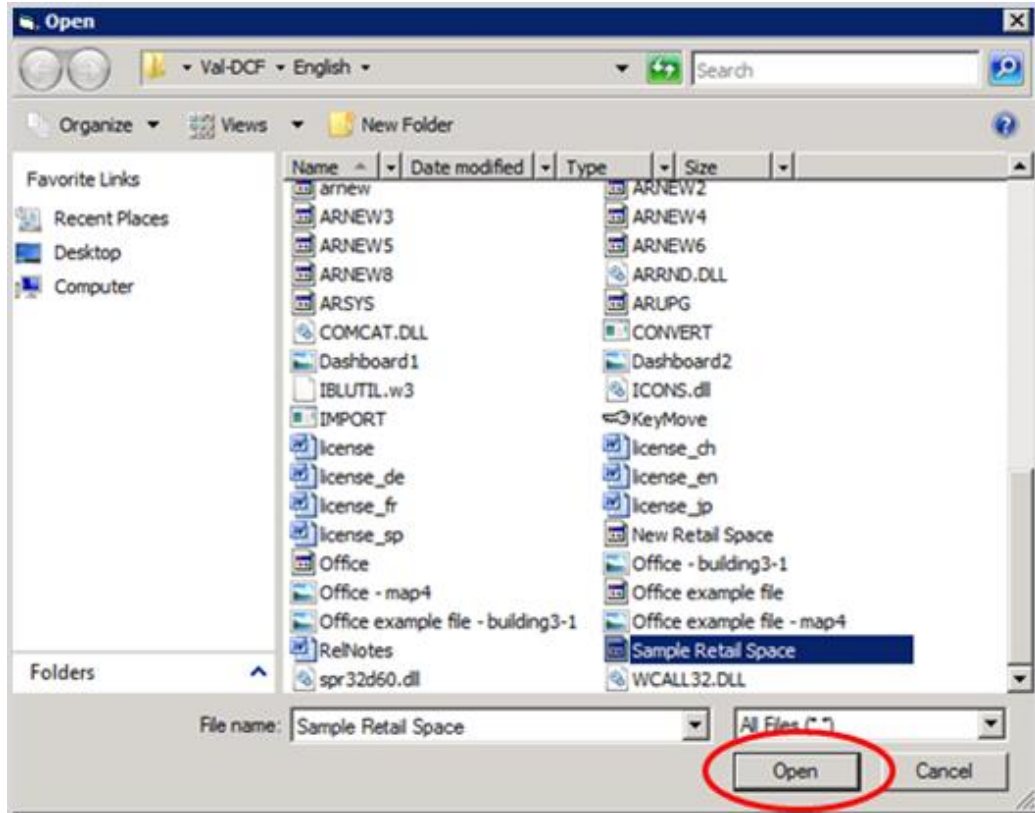 Open
Val-DCF English Search
Organize Views New Folder
Favorite Links
Recent Places
Desktop
Computer
Folders
Name Date modified Type Size
arnew ARNEW2
ARNEW3 ARNEW4
ARNEW5 ARNEW6
ARNEW8 ARRND.DLL
ARSYS ARUPG
COMCAT.DLL CONVERT
Dashboard1 Dashboard2
IBLUTIL.w3 ICONS.dll
IMPORT KeyMove
license license_ch
license_de license_en
license_fr license_jp
license_sp New Retail Space
Office Office - building3-1
Office - map4 Office example file
Office example file - building3-1 Office example file - map4
RelNotes Sample Retail Space
spr32d60.dll WCALL32.DLL
File name: Sample Retail Space All Files (*.*)
Open Cancel